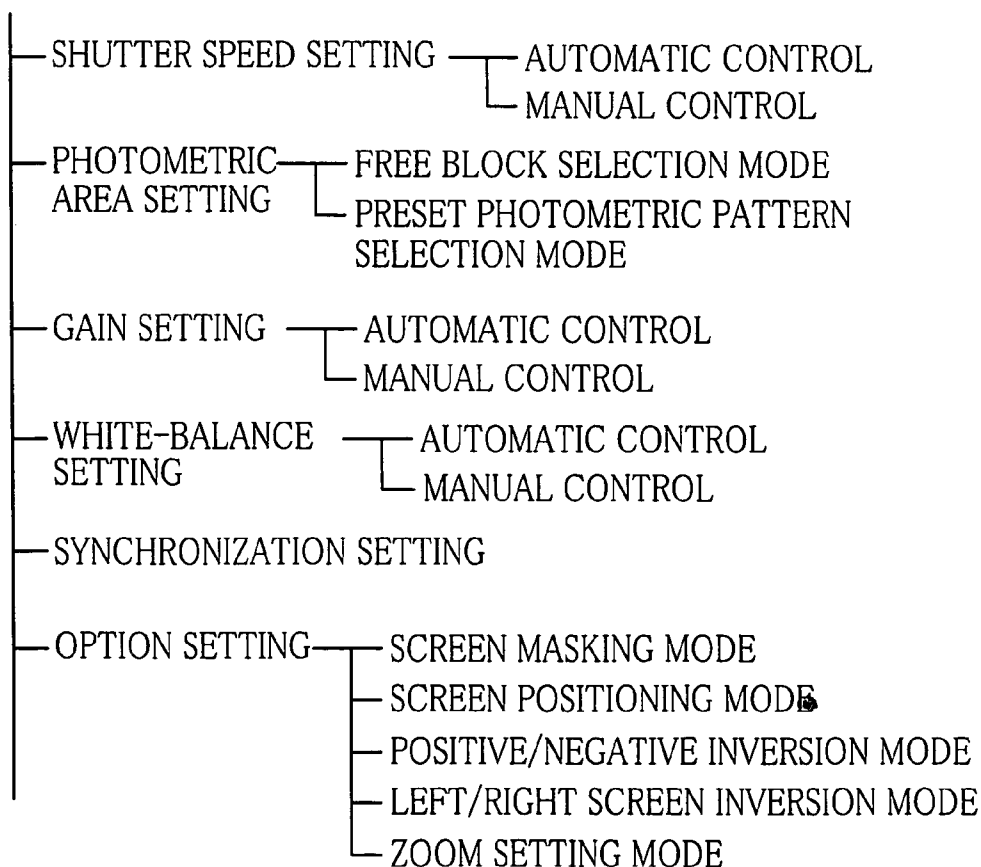 SHUTTER SPEED SETTING AUTOMATIC CONTROL
MANUAL CONTROL
PHOTOMETRIC AREA SETTING FREE BLOCK SELECTION MODE
PRESET PHOTOMETRIC PATTERN
SELECTION MODE
GAIN SETTING AUTOMATIC CONTROL
MANUAL CONTROL
WHITE-BALANCE SETTING AUTOMATIC CONTROL
MANUAL CONTROL
SYNCHRONIZATION SETTING
OPTION SETTING SCREEN MASKING MODE
SCREEN POSITIONING MODE
POSITIVE/NEGATIVE INVERSION MODE
LEFT/RIGHT SCREEN INVERSION MODE
ZOOM SETTING MODE